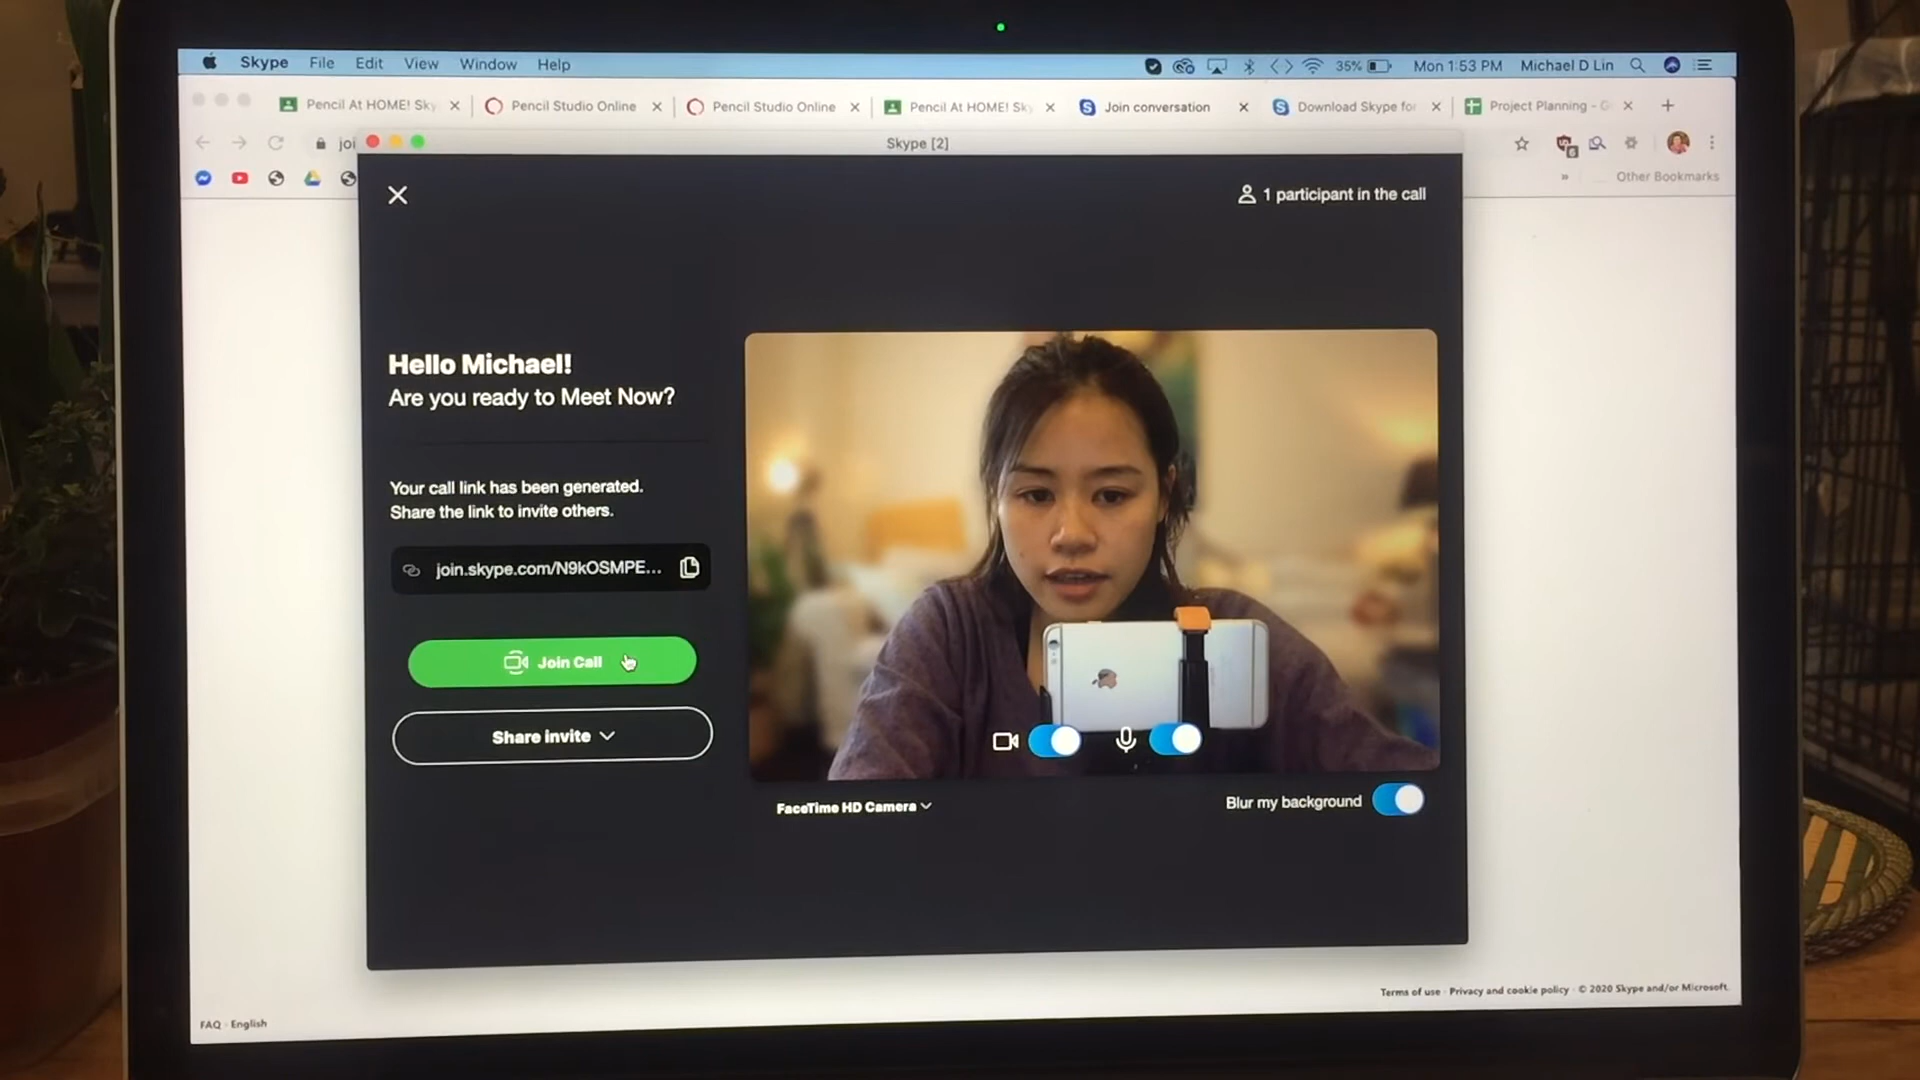 Skype File Edit View Window Help
35% Mon 1:53 PM Michael D Lin
Pencil At HOME! Sky
Pencil Studio Online
Pencil Studio Online
Pencil At HOME! Sk
Join conversation
Download Skype for
Project Planning - G
joi
Skype [2]
Other Bookmarks
1 participant in the call
Hello Michael!
Are you ready to Meet Now?
Your call link has been generated.
Share the link to invite others.
join.skype.com/N9kOSMPE...
Join Call
Share invite
FaceTime HD Camera
Blur my background
Terms of use · Privacy and cookie policy · © 2020 Skype and/or Microsoft.
FAQ · English